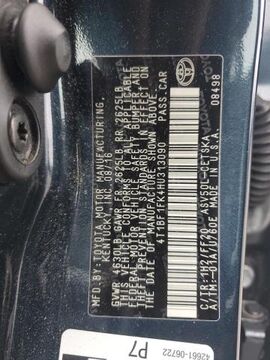 MFD.BY:TOYOTA MOTOR MANUFACTURING,
KENTUCKY, INC. 08/16
GVWR 4630LB GAWR FR 2625LB RR 2625LB
THIS VEHICLE CONFORMS TO ALL APPLICABLE
FEDERAL MOTOR VEHICLE SAFETY, BUMPER, AND
THEFT PREVENTION STANDARDS IN EFFECT ON
THE DATE OF MANUFACTURE SHOWN ABOVE.
4T1BF1FK4HU313090 PASS.CAR
C/TR: 1H2/FF20 ASV50L-CETSKA
A/TM: -01A/U760E 08498
TOYOTA
42661-06722
P7